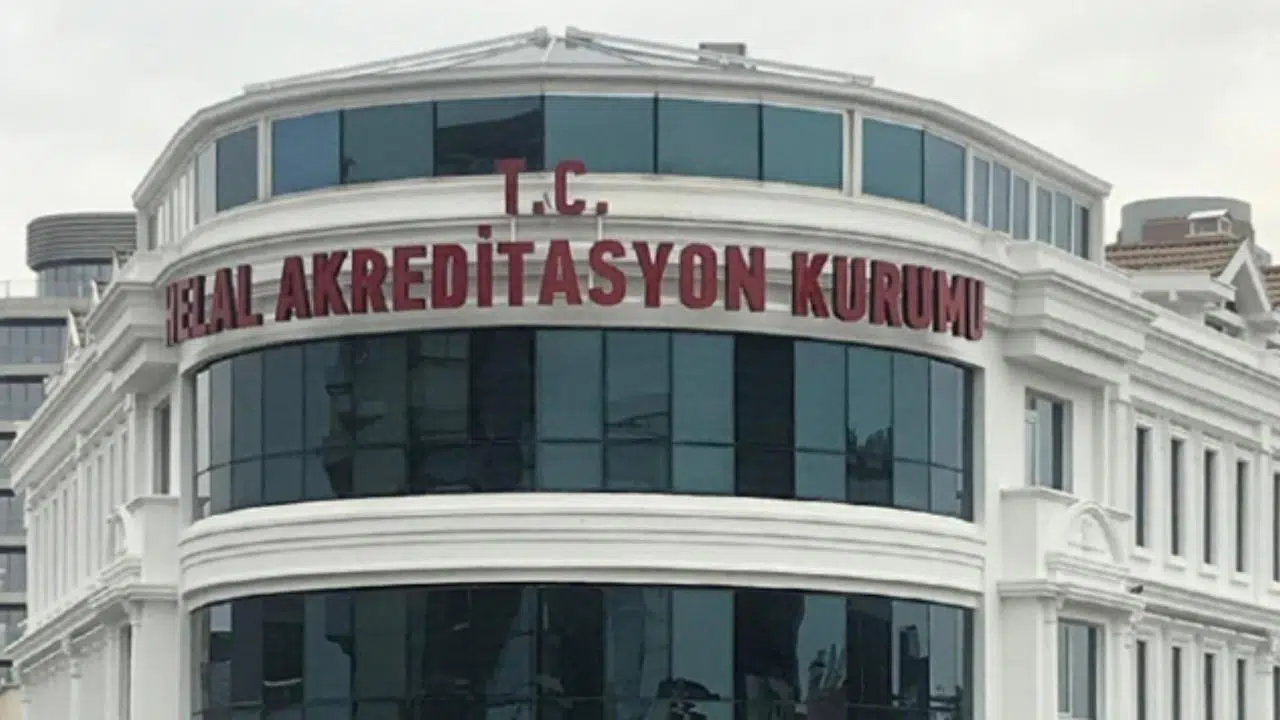 T.C.
HELAL AKREDİTASYON KURUMU